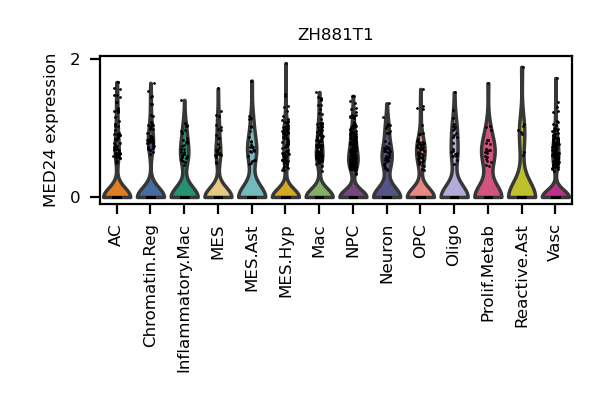 ZH881T1
MED24 expression
2
0
AC
Chromatin.Reg
Inflammatory.Mac
MES
MES.Ast
MES.Hyp
Mac
NPC
Neuron
OPC
Oligo
Prolif.Metab
Reactive.Ast
Vasc